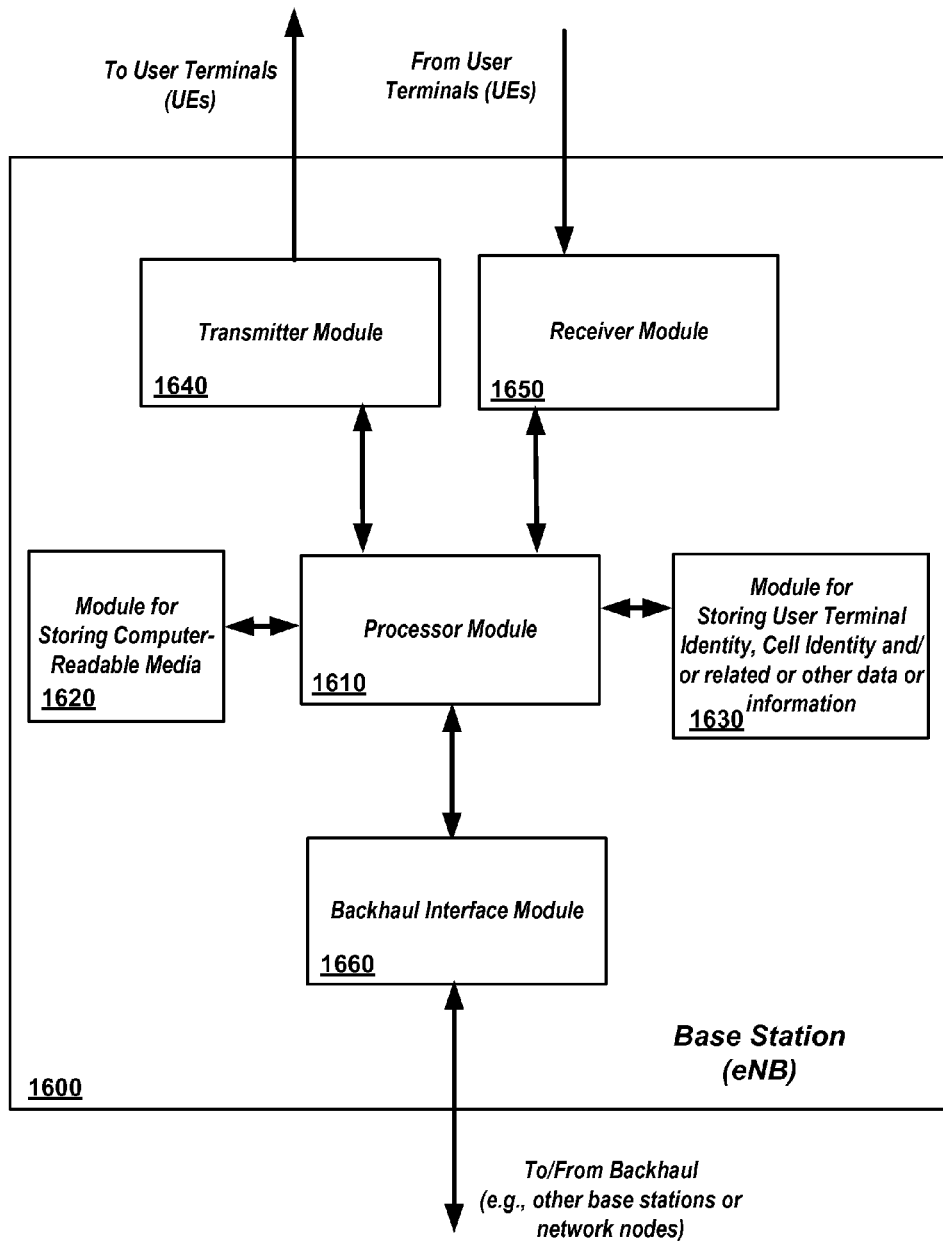 To User Terminals
(UEs)
From User
Terminals (UEs)
Transmitter Module
1640
Receiver Module
1650
Module for
Storing Computer-
Readable Media
1620
Processor Module
1610
Module for
Storing User Terminal
Identity, Cell Identity and/
or related or other data or
information
1630
Backhaul Interface Module
1660
Base Station
(eNB)
1600
To/From Backhaul
(e.g., other base stations or
network nodes)